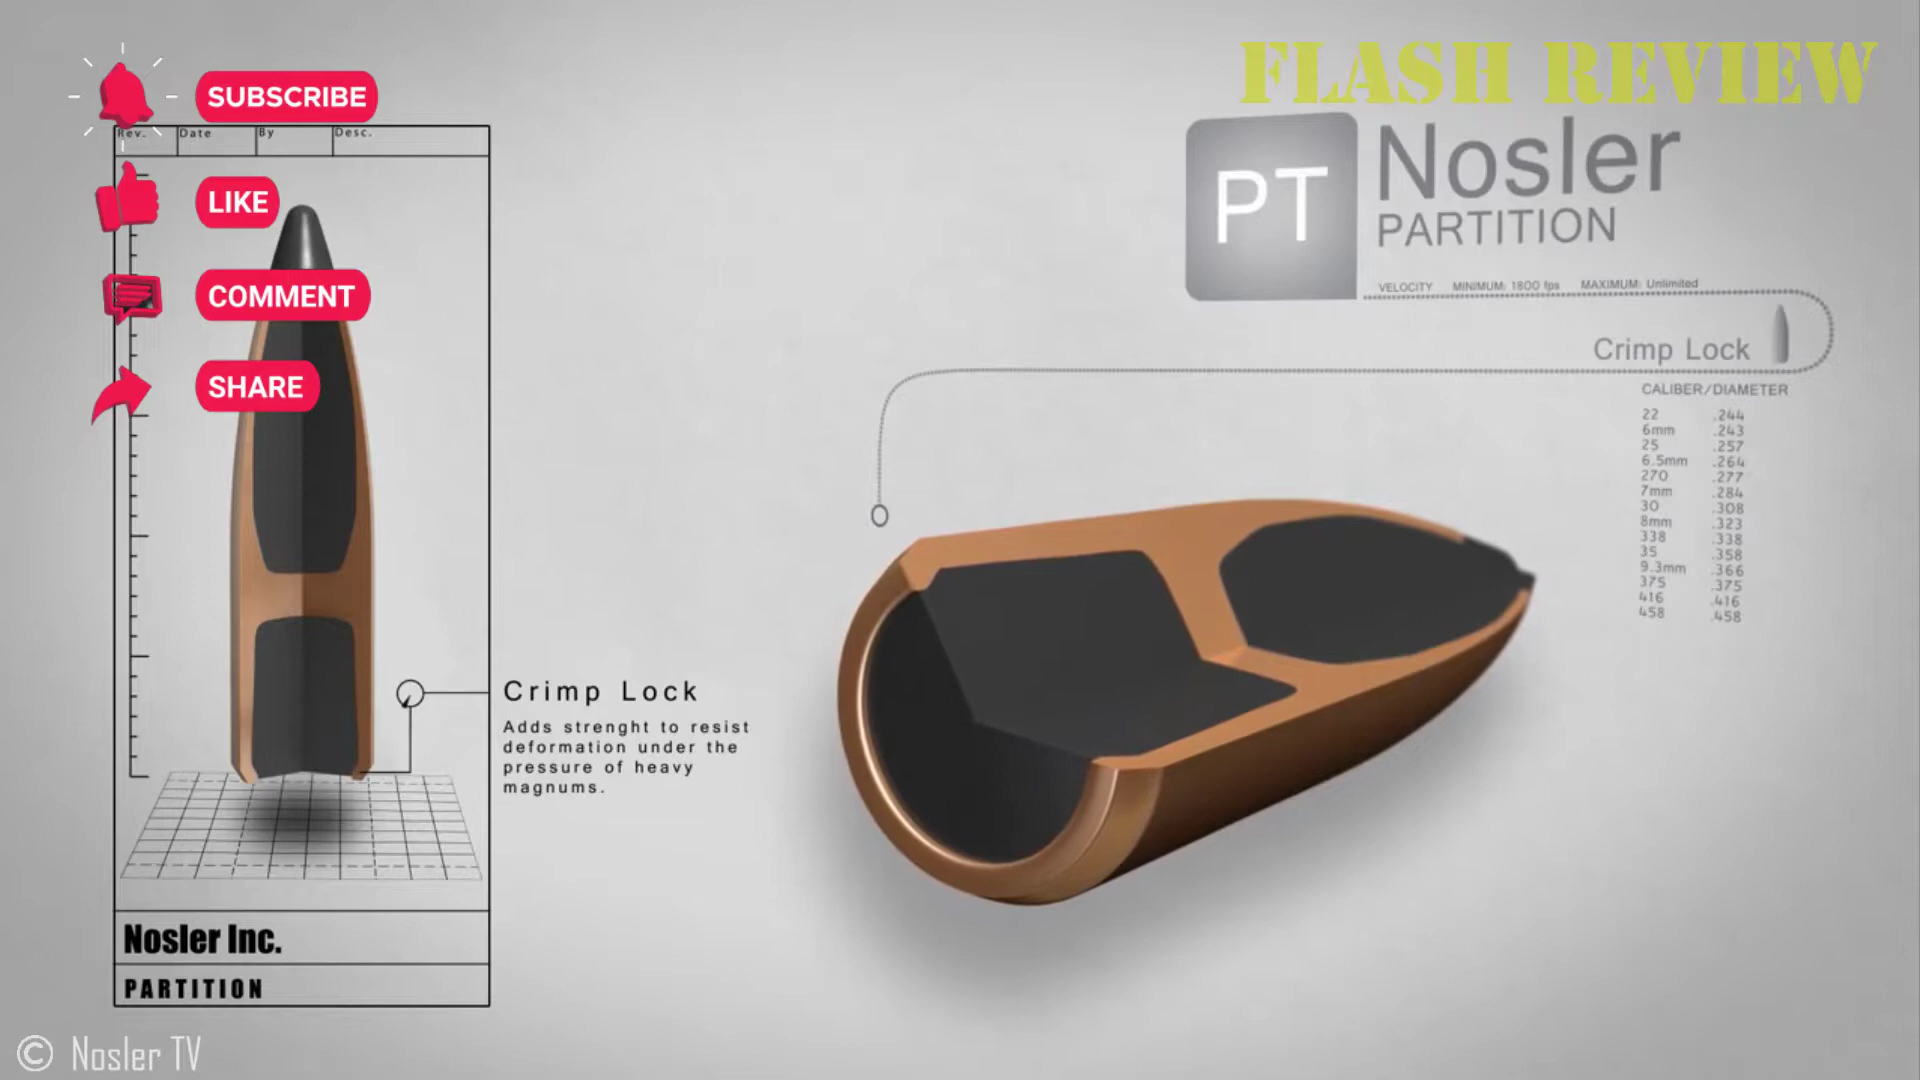 FLASH REVIEW
SUBSCRIBE
Rev. Date By Desc.
LIKE
COMMENT
SHARE
PT
Nosler
PARTITION
VELOCITY MINIMUM: 1800 fps MAXIMUM: Unlimited
Crimp Lock
CALIBER/DIAMETER
22 .244
6mm .243
25 .257
6.5mm .264
270 .277
7mm .284
30 .308
8mm .323
338 .338
35 .358
9.3mm .366
375 .375
416 .416
458 .458
Crimp Lock
Adds strenght to resist
deformation under the
pressure of heavy
magnums.
Nosler Inc.
PARTITION
© Nosler TV